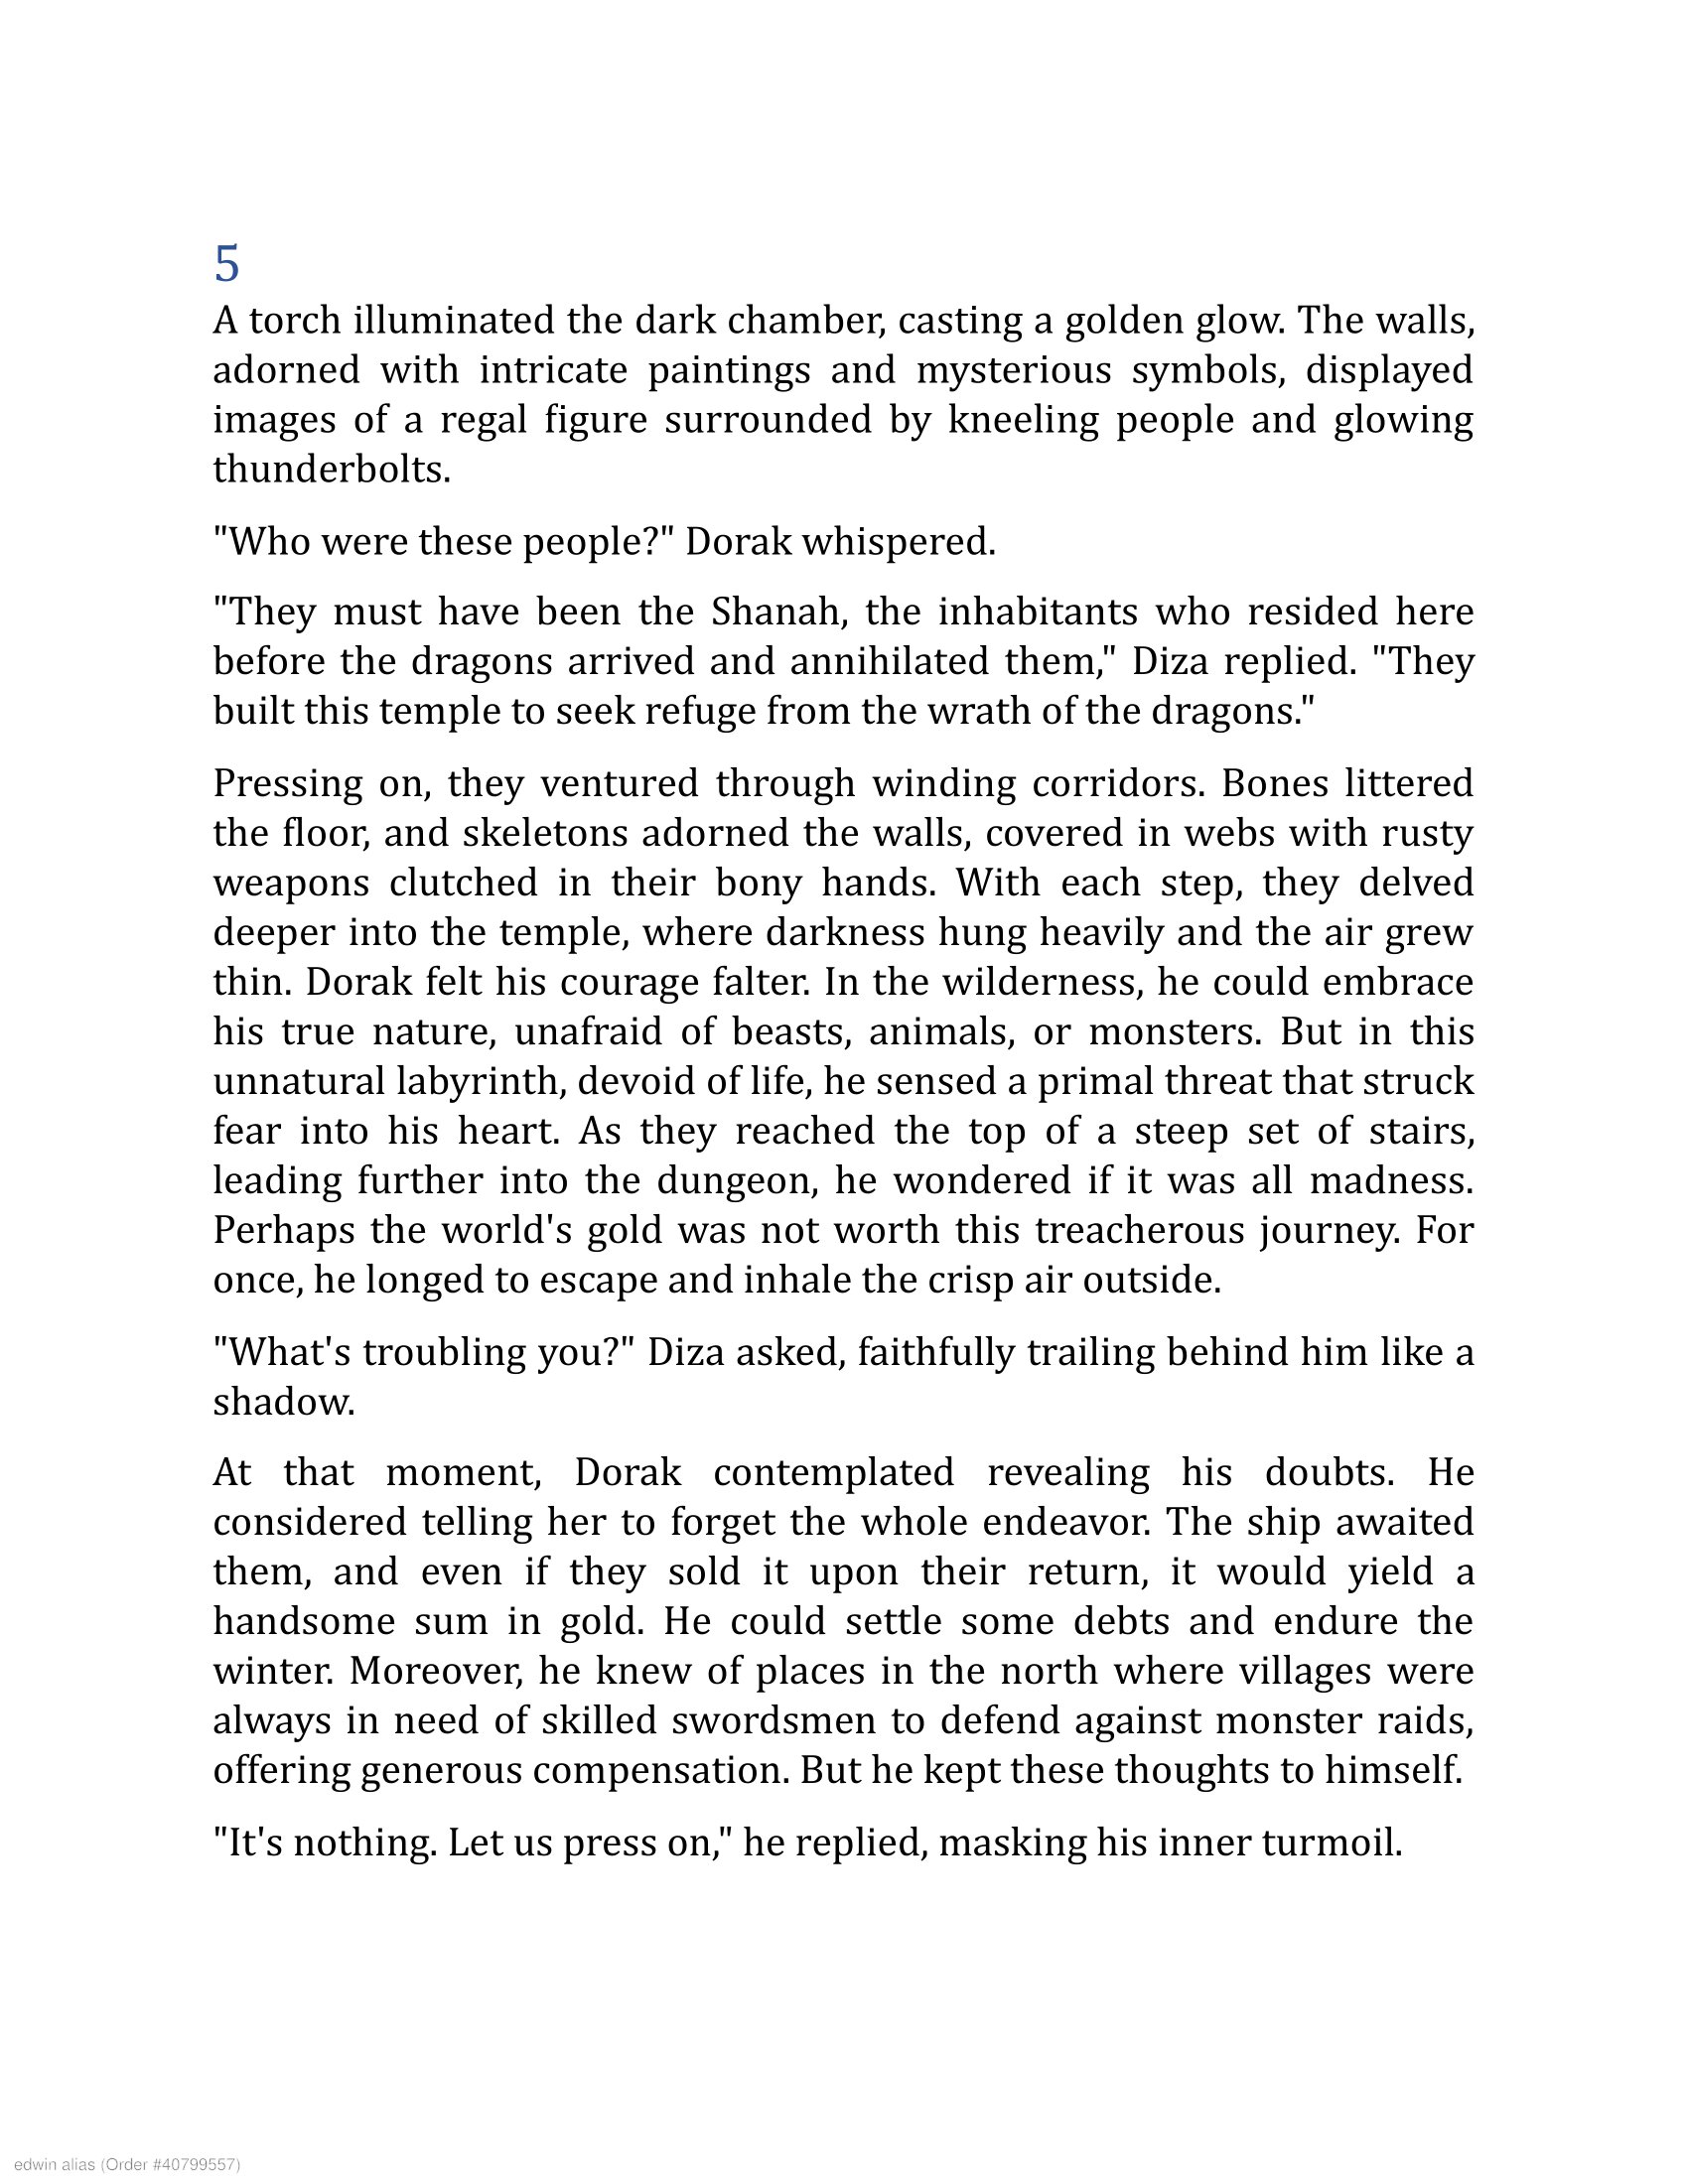 5
A torch illuminated the dark chamber, casting a golden glow. The walls,
adorned with intricate paintings and mysterious symbols, displayed
images of a regal figure surrounded by kneeling people and glowing
thunderbolts.
"Who were these people?" Dorak whispered.
"They must have been the Shanah, the inhabitants who resided here
before the dragons arrived and annihilated them," Diza replied. "They
built this temple to seek refuge from the wrath of the dragons."
Pressing on, they ventured through winding corridors. Bones littered
the floor, and skeletons adorned the walls, covered in webs with rusty
weapons clutched in their bony hands. With each step, they delved
deeper into the temple, where darkness hung heavily and the air grew
thin. Dorak felt his courage falter. In the wilderness, he could embrace
his true nature, unafraid of beasts, animals, or monsters. But in this
unnatural labyrinth, devoid of life, he sensed a primal threat that struck
fear into his heart. As they reached the top of a steep set of stairs,
leading further into the dungeon, he wondered if it was all madness.
Perhaps the world's gold was not worth this treacherous journey. For
once, he longed to escape and inhale the crisp air outside.
"What's troubling you?" Diza asked, faithfully trailing behind him like a
shadow.
At that moment, Dorak contemplated revealing his doubts. He
considered telling her to forget the whole endeavor. The ship awaited
them, and even if they sold it upon their return, it would yield a
handsome sum in gold. He could settle some debts and endure the
winter. Moreover, he knew of places in the north where villages were
always in need of skilled swordsmen to defend against monster raids,
offering generous compensation. But he kept these thoughts to himself.
"It's nothing. Let us press on," he replied, masking his inner turmoil.
edwin alias (Order #40799557)